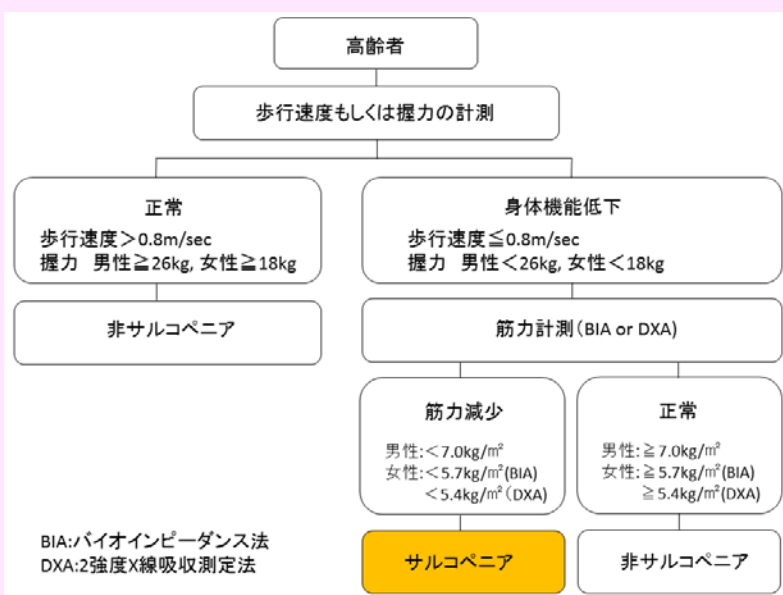 高齢者
歩行速度もしくは握力の計測
正常
歩行速度＞0.8m/sec
握力 男性≧26kg, 女性≧18kg
身体機能低下
歩行速度≦0.8m/sec
握力 男性＜26kg, 女性＜18kg
非サルコペニア
筋力計測(BIA or DXA)
筋力減少
男性:＜7.0kg/㎡
女性:＜5.7kg/㎡(BIA)
＜5.4kg/㎡(DXA)
正常
男性:≧7.0kg/㎡
女性:≧5.7kg/㎡(BIA)
≧5.4kg/㎡(DXA)
サルコペニア
非サルコペニア
BIA:バイオインピーダンス法
DXA:2強度X線吸収測定法